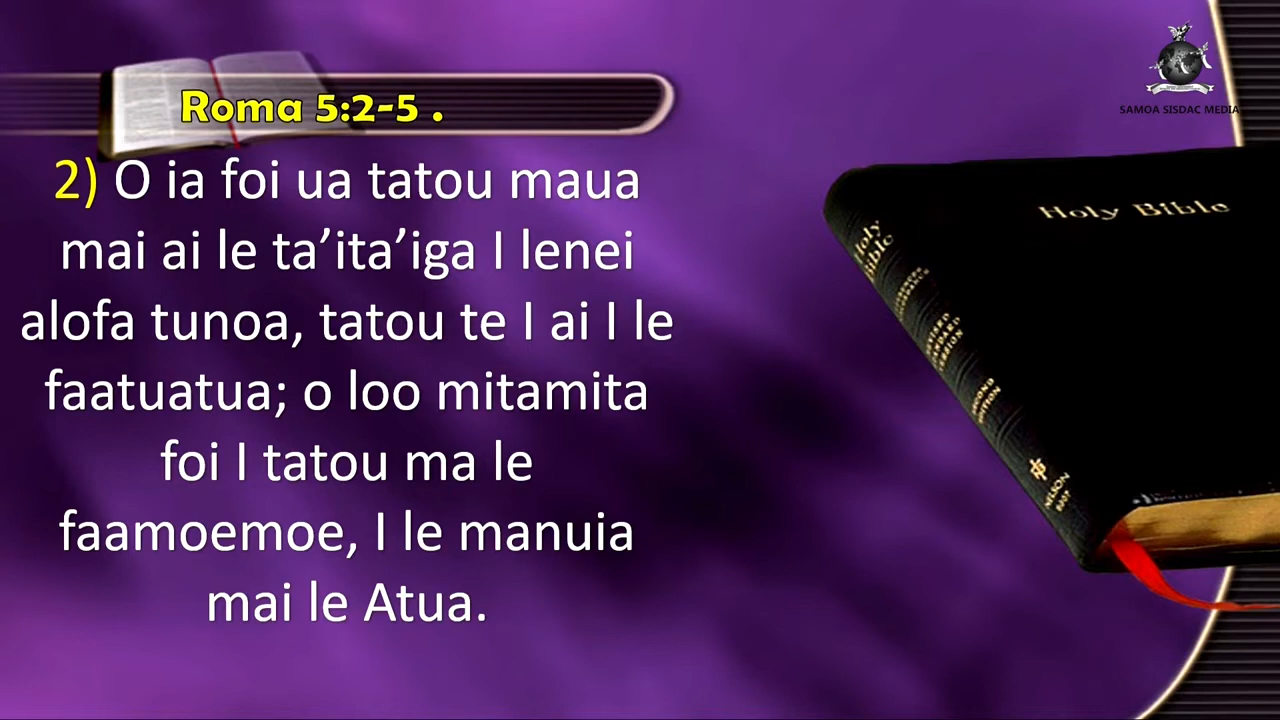 Roma 5:2-5 .
SAMOA SISDAC MEDIA
2) O ia foi ua tatou maua
mai ai le ta’ita’iga I lenei
alofa tunoa, tatou te I ai I le
faatuatua; o loo mitamita
foi I tatou ma le
faamoemoe, I le manuia
mai le Atua.
Holy Bible
Holy
Bible